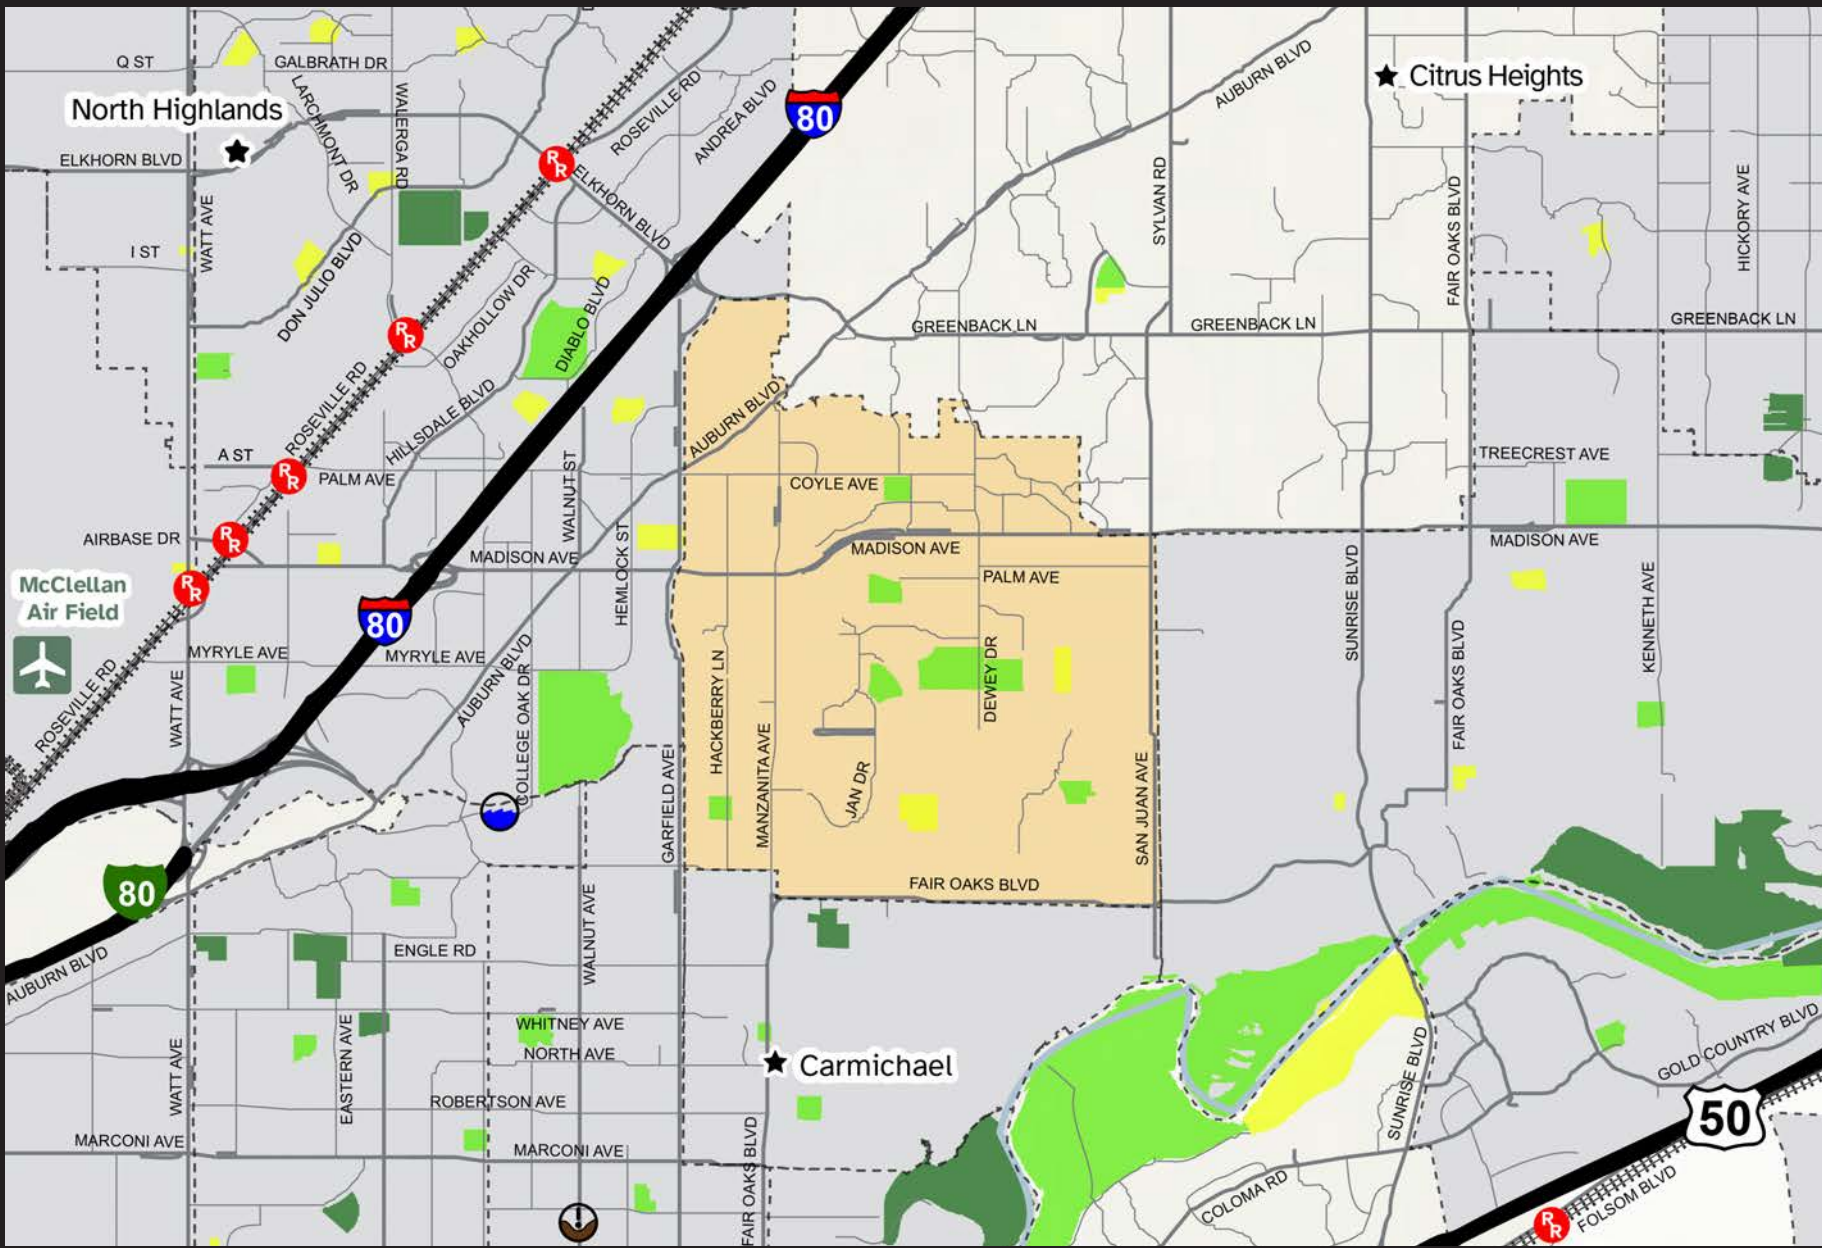 Q ST
GALBRATH DR
LARCHMONT DR
WALERGA RD
North Highlands
ROSEVILLE RD
ANDREA BLVD
80
AUBURN BLVD
Citrus Heights
ELKHORN BLVD
RR
ELKHORN BLVD
WATT AVE
I ST
DON JULIO BLVD
OAKHOLLOW DR
DIABLO BLVD
SYLVAN RD
FAIR OAKS BLVD
HICKORY AVE
RR
GREENBACK LN
GREENBACK LN
GREENBACK LN
ROSEVILLE RD
HILLSDALE BLVD
AUBURN BLVD
A ST
RR
PALM AVE
WALNUT ST
COYLE AVE
TREECREST AVE
AIRBASE DR
RR
HEMLOCK ST
MADISON AVE
MADISON AVE
MADISON AVE
McClellan
Air Field
RR
80
PALM AVE
SUNRISE BLVD
FAIR OAKS BLVD
KENNETH AVE
MYRYLE AVE
MYRYLE AVE
ROSEVILLE RD
WATT AVE
AUBURN BLVD
COLLEGE OAK DR
HACKBERRY LN
DEWEY DR
GARFIELD AVE
MANZANITA AVE
JAN DR
SAN JUAN AVE
80
FAIR OAKS BLVD
AUBURN BLVD
ENGLE RD
WALNUT AVE
WHITNEY AVE
NORTH AVE
WATT AVE
EASTERN AVE
Carmichael
ROBERTSON AVE
MARCONI AVE
MARCONI AVE
FAIR OAKS BLVD
SUNRISE BLVD
GOLD COUNTRY BLVD
50
COLOMA RD
RR
FOLSOM BLVD